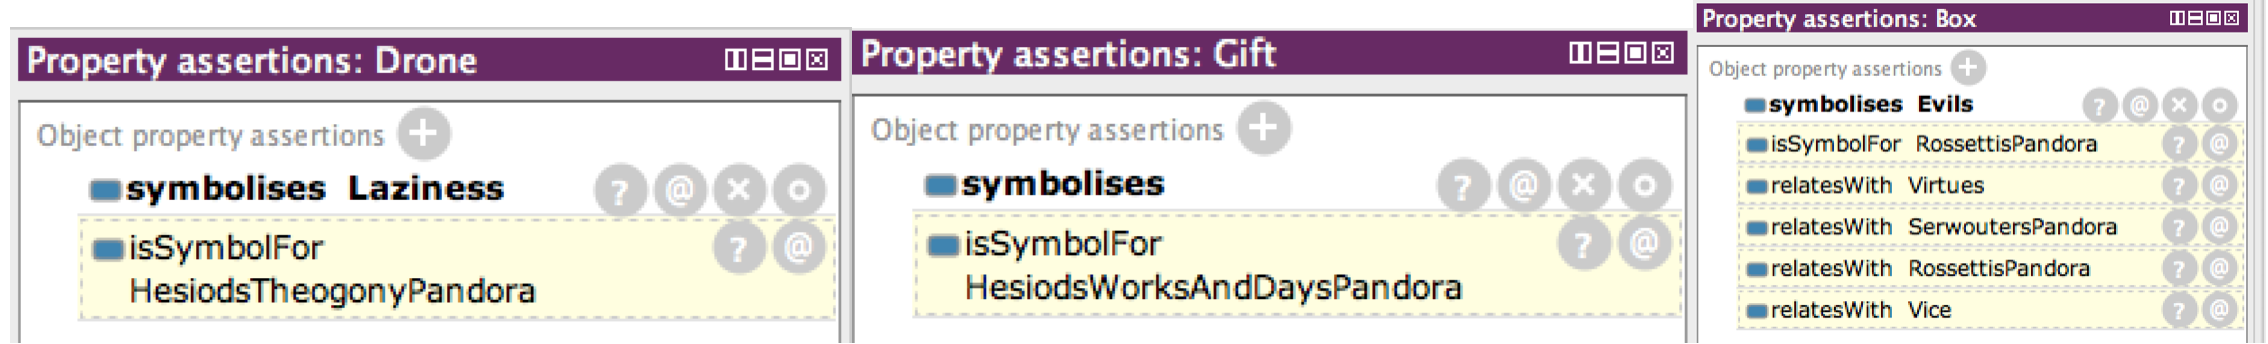 Property assertions: Drone
Object property assertions
symbolises Laziness
isSymbolFor
HesiodsTheogonyPandora
Property assertions: Gift
Object property assertions
symbolises
isSymbolFor
HesiodsWorksAndDaysPandora
Property assertions: Box
Object property assertions
symbolises Evils
isSymbolFor RossettisPandora
relatesWith Virtues
relatesWith SerwoutersPandora
relatesWith RossettisPandora
relatesWith Vice